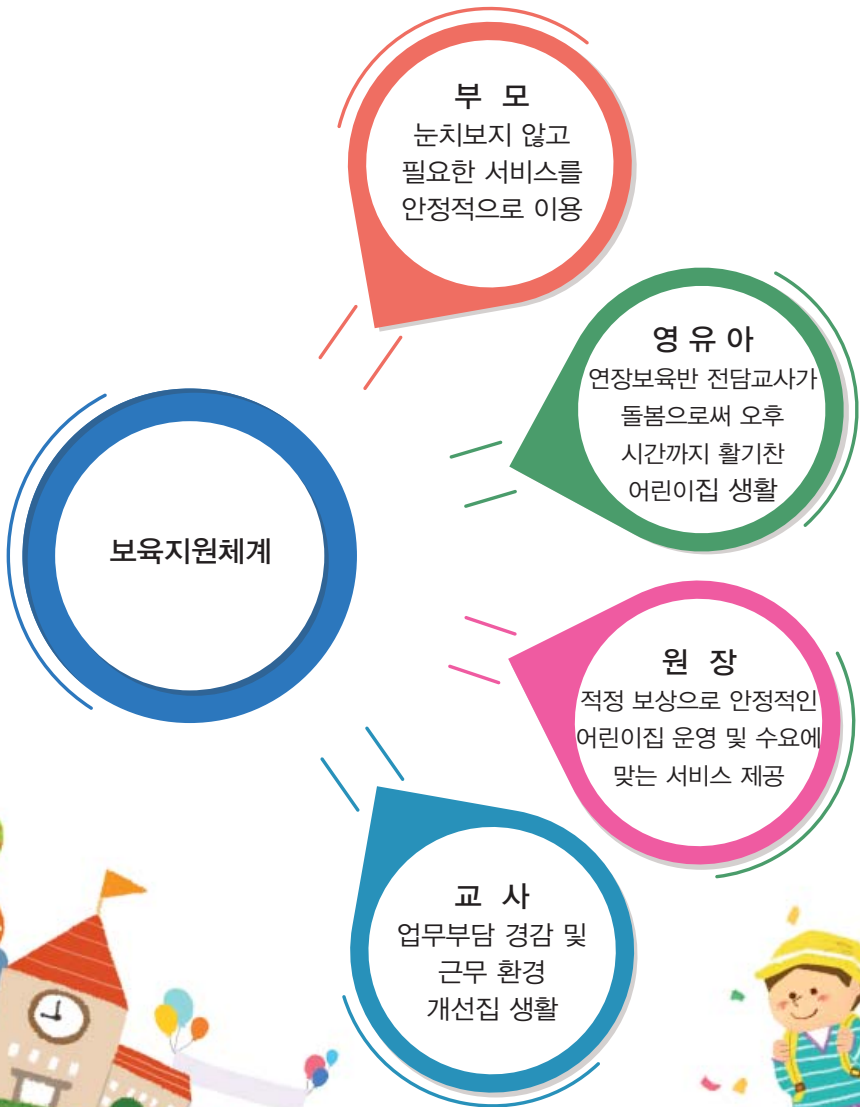 부 모
눈치보지 않고
필요한 서비스를
안정적으로 이용
영 유 아
연장보육반 전담교사가
돌봄으로써 오후
시간까지 활기찬
어린이집 생활
보육지원체계
원 장
적정 보상으로 안정적인
어린이집 운영 및 수요에
맞는 서비스 제공
교 사
업무부담 경감 및
근무 환경
개선집 생활